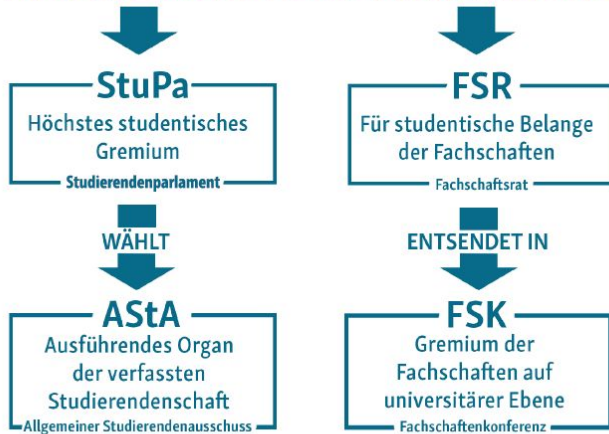 StuPa
Höchstes studentisches
Gremium
Studierendenparlament
WÄHLT
AStA
Ausführendes Organ
der verfassten
Studierendenschaft
Allgemeiner Studierendenausschuss
FSR
Für studentische Belange
der Fachschaften
Fachschaftsrat
ENTSENDET IN
FSK
Gremium der
Fachschaften auf
universitärer Ebene
Fachschaftenkonferenz